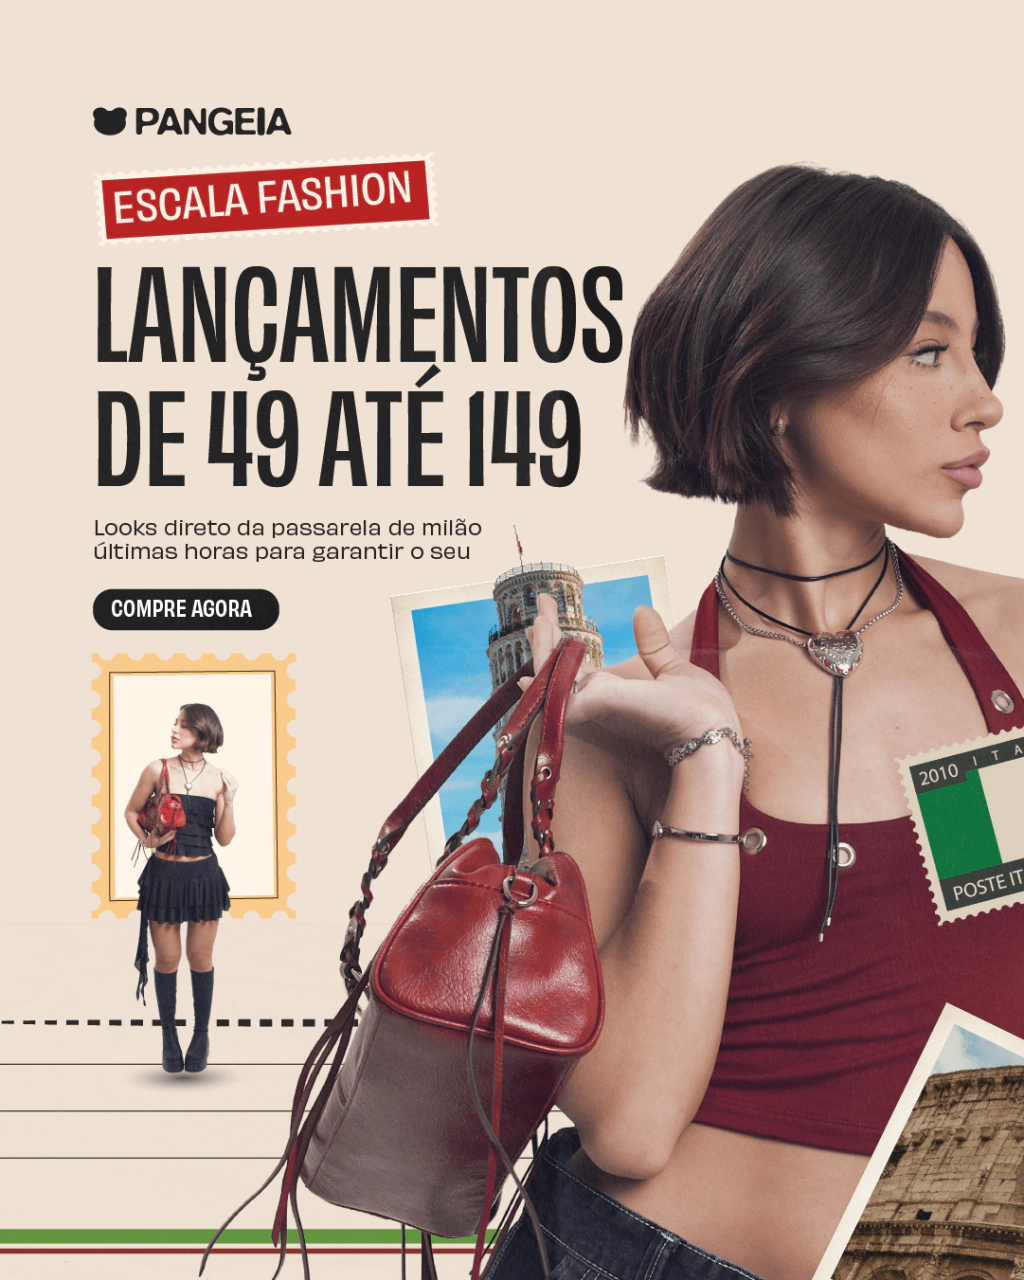 PANGEIA
ESCALA FASHION
LANÇAMENTOS
DE 49 ATÉ 149
Looks direto da passarela de milão
últimas horas para garantir o seu
COMPRE AGORA
2010 ITA
POSTE IT